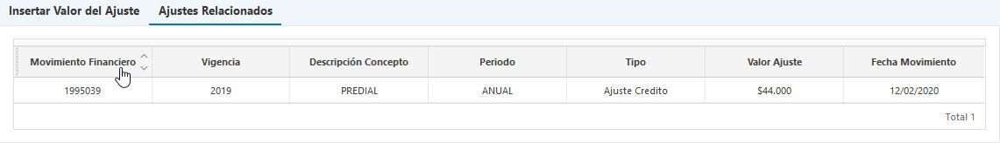 Insertar Valor del Ajuste Ajustes Relacionados
Movimiento Financiero Vigencia Descripción Concepto Periodo Tipo Valor Ajuste Fecha Movimiento
1995039 2019 PREDIAL ANUAL Ajuste Credito $44.000 12/02/2020
Total 1